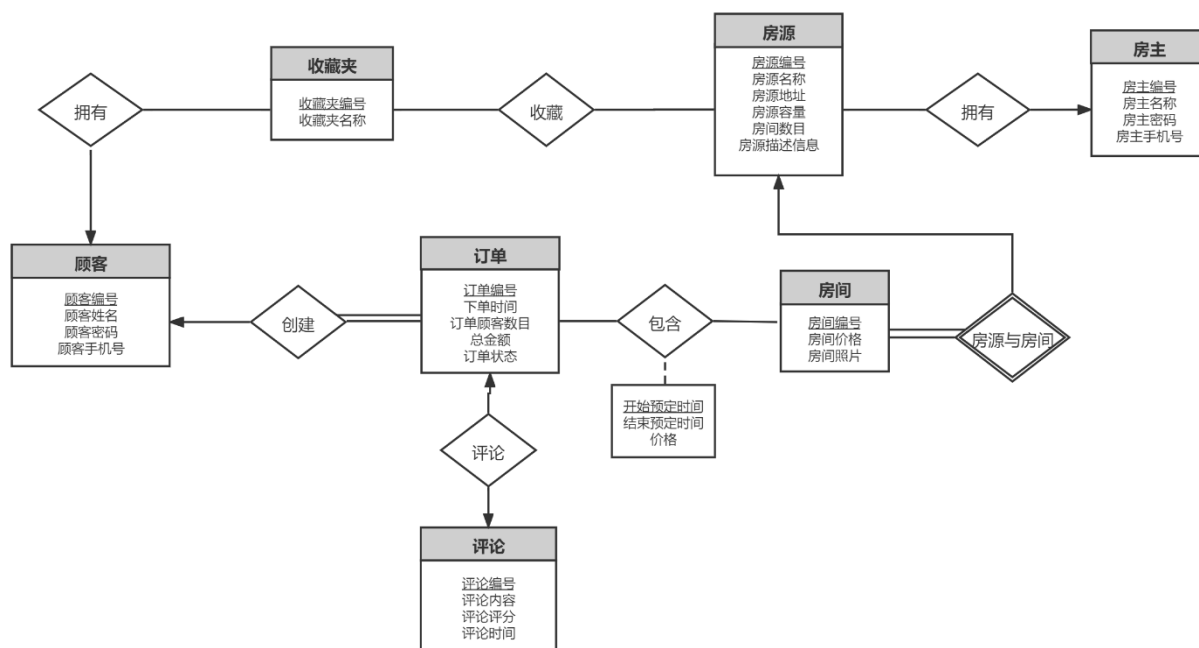 房源
房源编号
房源名称
房源地址
房源容量
房间数目
房源描述信息
房主
房主编号
房主名称
房主密码
房主手机号
收藏夹
收藏夹编号
收藏夹名称
拥有
收藏
拥有
顾客
顾客编号
顾客姓名
顾客密码
顾客手机号
创建
订单
订单编号
下单时间
订单顾客数目
总金额
订单状态
包含
开始预定时间
结束预定时间
价格
房间
房间编号
房间价格
房间照片
房源与房间
评论
评论
评论编号
评论内容
评论评分
评论时间